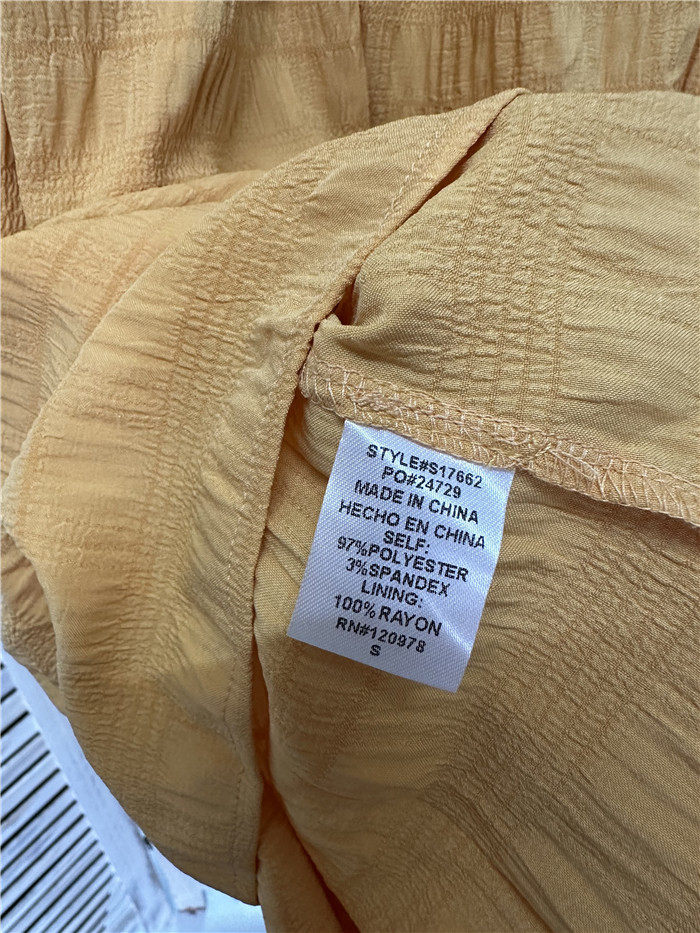 STYLE#S17662
PO#24729
MADE IN CHINA
HECHO EN CHINA
SELF:
97%POLYESTER
3%SPANDEX
LINING:
100%RAYON
RN#120978
S